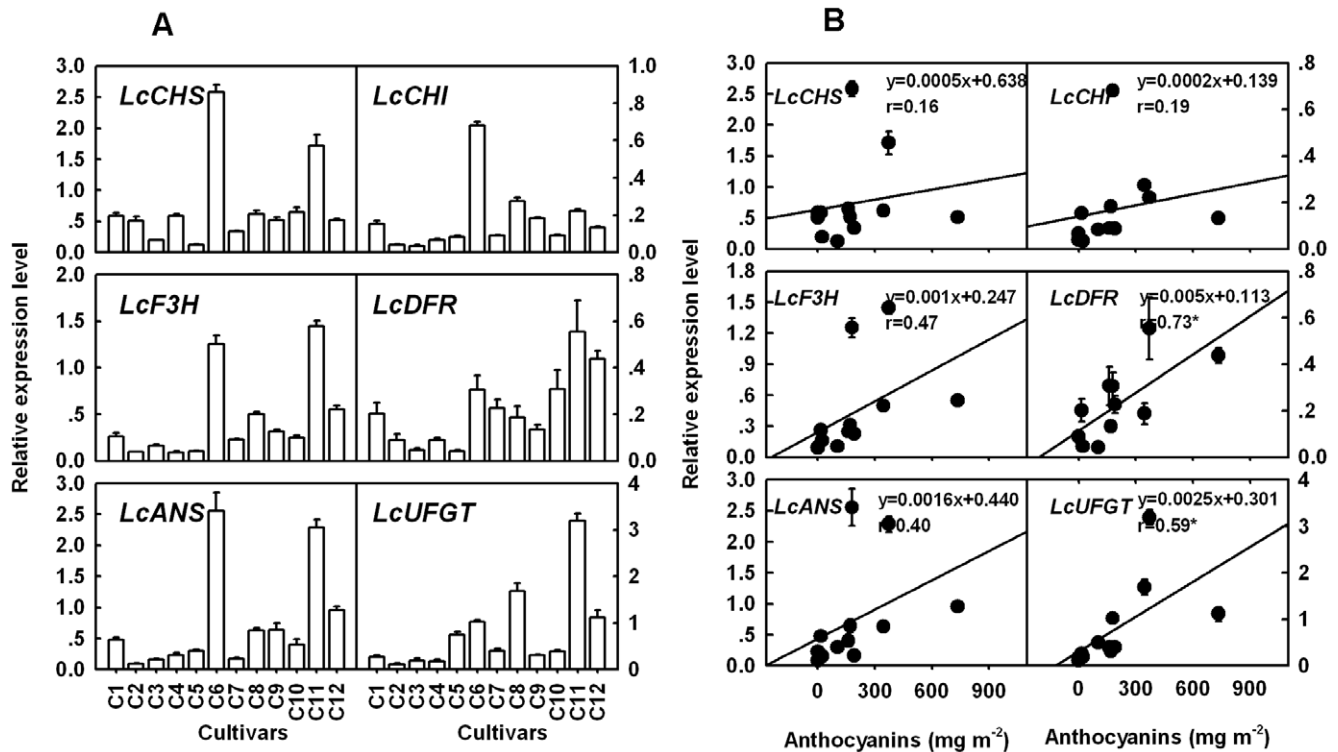 A
B
Relative expression level
3.0
2.5
2.0
1.5
1.0
.5
0.0
LcCHS
LcCHI
1.0
.8
.6
.4
.2
0.0
2.0
1.5
1.0
.5
0.0
LcF3H
LcDFR
.8
.6
.4
.2
0.0
3.0
2.5
2.0
1.5
1.0
.5
0.0
LcANS
LcUFGT
4
3
2
1
0
C1 C2 C3 C4 C5 C6 C7 C8 C9 C10 C11 C12 C1 C2 C3 C4 C5 C6 C7 C8 C9 C10 C11 C12
Cultivars Cultivars
Relative expression level
3.0
2.5
2.0
1.5
1.0
.5
0.0
LcCHS
y=0.0005x+0.638
r=0.16
LcCHI
y=0.0002x+0.139
r=0.19
.8
.6
.4
.2
0.0
1.8
1.5
1.2
.9
.6
.3
0.0
LcF3H
y=0.001x+0.247
r=0.47
LcDFR
y=0.005x+0.113
r=0.73*
.8
.6
.4
.2
0.0
3.0
2.5
2.0
1.5
1.0
.5
0.0
LcANS
y=0.0016x+0.440
r=0.40
LcUFGT
y=0.0025x+0.301
r=0.59*
4
3
2
1
0
0 300 600 900 0 300 600 900
Anthocyanins (mg m-2) Anthocyanins (mg m-2)